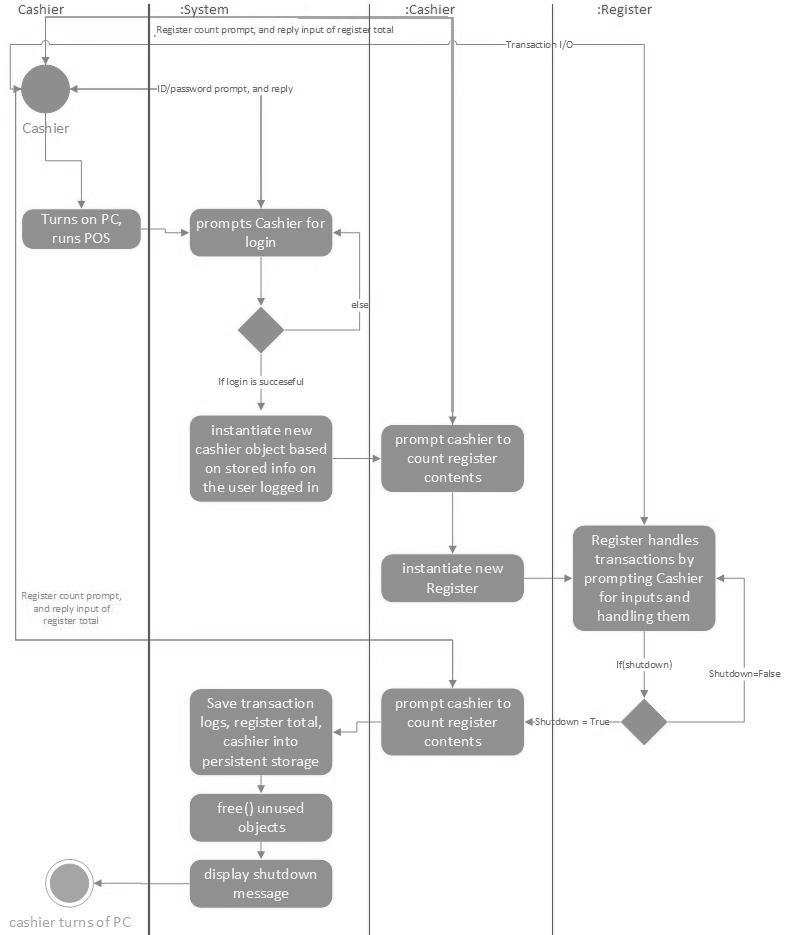 Cashier
:System
:Cashier
:Register
Register count prompt, and reply input of register total
Transaction I/O
ID/password prompt, and reply
Cashier
Turns on PC,
runs POS
prompts Cashier for
login
else
If login is succeseful
instantiate new
cashier object based
on stored info on
the user logged in
prompt cashier to
count register
contents
instantiate new
Register
Register handles
transactions by
prompting Cashier
for inputs and
handling them
Register count prompt,
and reply input of
register total
If(shutdown)
Shutdown=False
Shutdown = True
prompt cashier to
count register
contents
Save transaction
logs, register total,
cashier into
persistent storage
free() unused
objects
display shutdown
message
cashier turns of PC